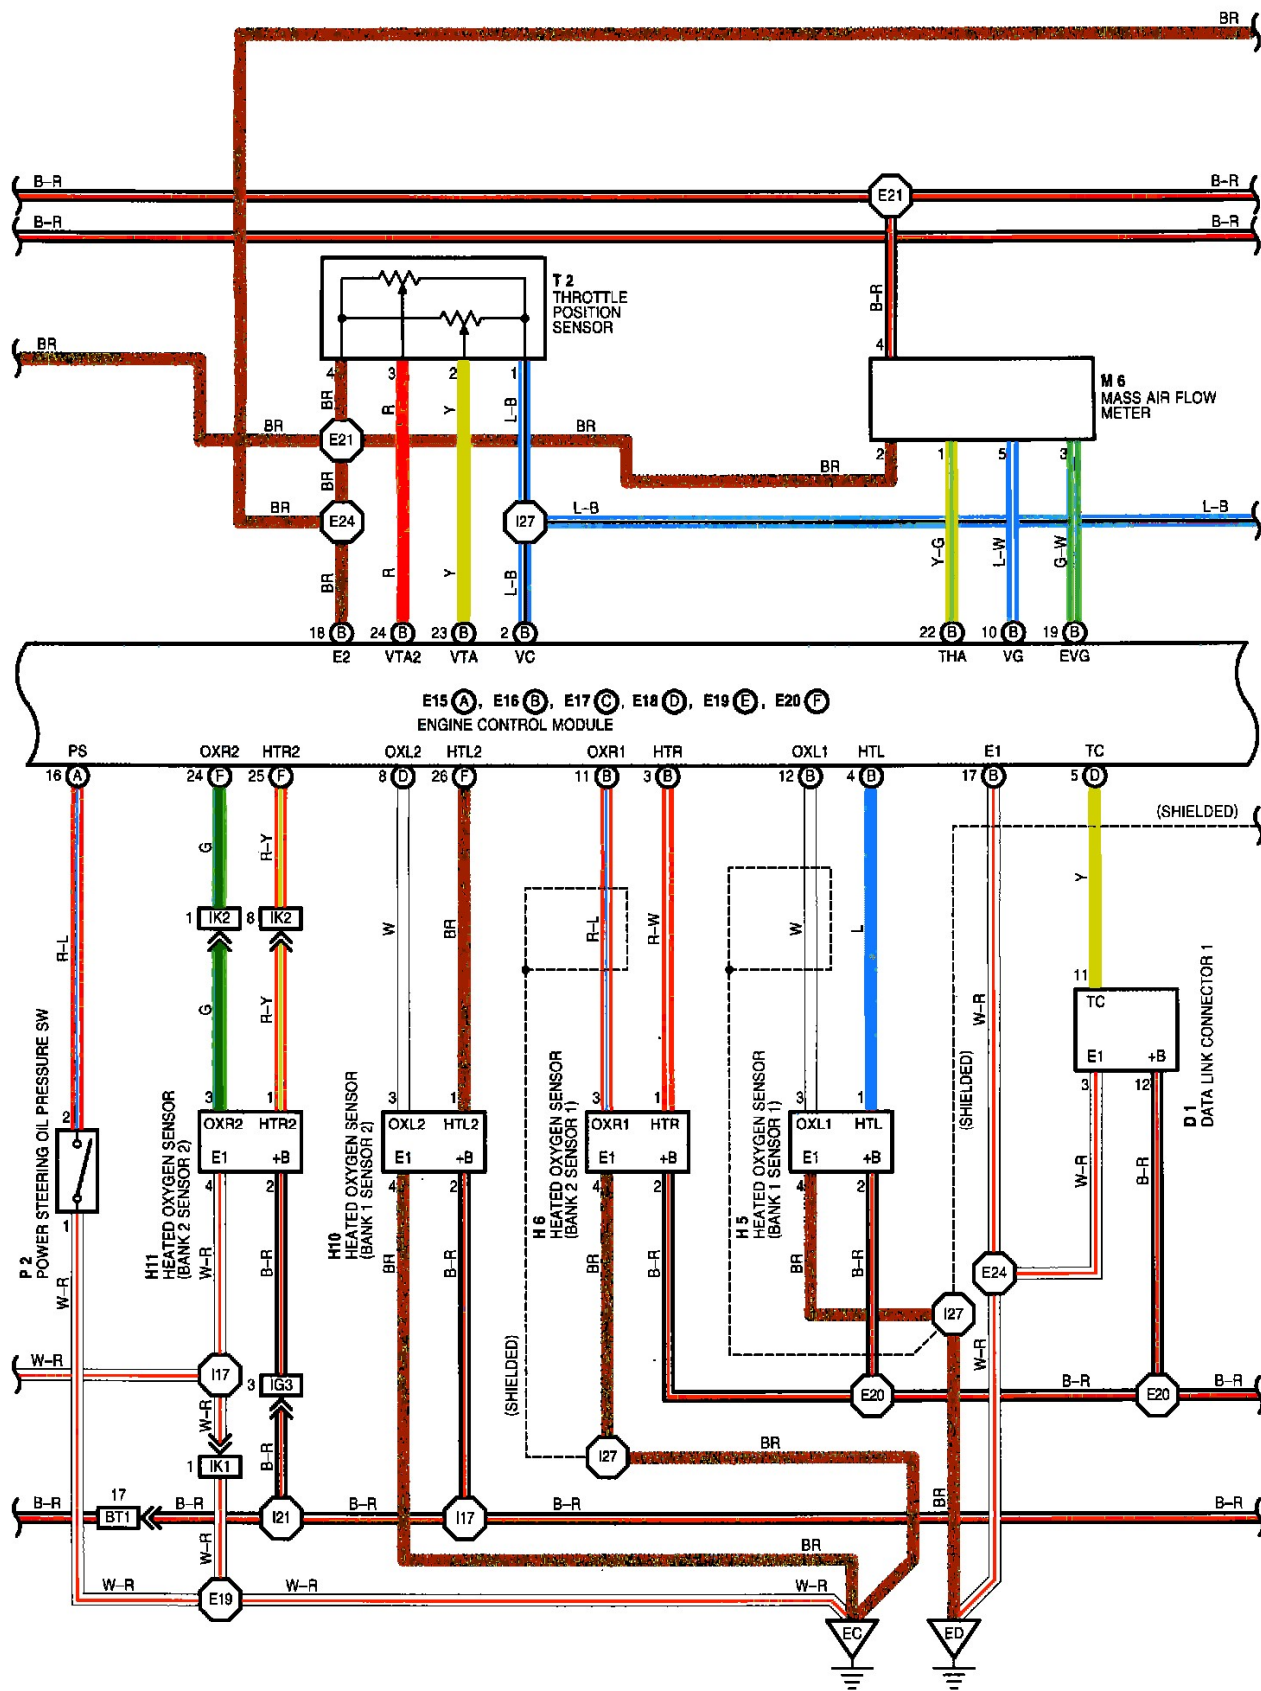 BR
B–R B–R
E21
B–R B–R
T 2
THROTTLE
POSITION
SENSOR
B–R
BR
4
4 3 2 1
M 6
MASS AIR FLOW
METER
BR R Y L–B
BR E21 BR
2 1 5 3
BR
BR
BR E24 I27 L–B L–B
BR R Y L–B Y–G L–W G–W
18 B 24 B 23 B 2 B 22 B 10 B 19 B
E2 VTA2 VTA VC THA VG EVG
E15 A , E16 B , E17 C , E18 D , E19 E , E20 F
ENGINE CONTROL MODULE
PS OXR2 HTR2 OXL2 HTL2 OXR1 HTR OXL1 HTL E1 TC
16 A 24 F 25 F 8 D 26 F 11 B 3 B 12 B 4 B 17 B 5 D
(SHIELDED)
G R–Y Y
1 IK2 8 IK2
R–L W BR R–L R–W W L
11
G R–Y W–R
TC
E1 +B
D 1
DATA LINK CONNECTOR 1
(SHIELDED)
3 12
2 3 1 3 1 3 1 3 1
OXR2 HTR2 OXL2 HTL2 OXR1 HTR OXL1 HTL
E1 +B E1 +B E1 +B E1 +B
4 2 4 2 4 2 4 2
W–R B–R
1
P 2
POWER STEERING OIL PRESSURE SW
H11
HEATED OXYGEN SENSOR
(BANK 2 SENSOR 2)
H10
HEATED OXYGEN SENSOR
(BANK 1 SENSOR 2)
H 6
HEATED OXYGEN SENSOR
(BANK 2 SENSOR 1)
H 5
HEATED OXYGEN SENSOR
(BANK 1 SENSOR 1)
W–R W–R B–R BR B–R BR B–R BR B–R
E24
I27
W–R I17 3 IG3 (SHIELDED) W–R
E20 B–R E20 B–R
W–R B–R
1 IK1 I27 BR
17
B–R BT1 B–R I21 B–R I17 B–R BR B–R
W–R BR
W–R E19 W–R W–R
EC ED